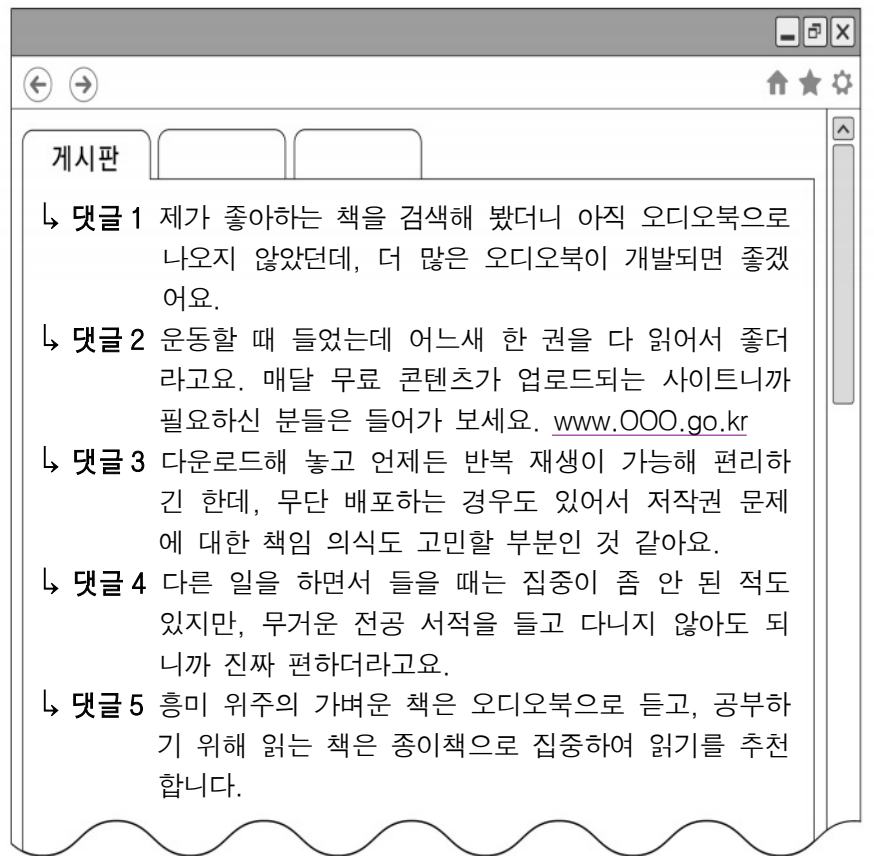 게시판
↳ 댓글 1 제가 좋아하는 책을 검색해 봤더니 아직 오디오북으로
나오지 않았던데, 더 많은 오디오북이 개발되면 좋겠
어요.
↳ 댓글 2 운동할 때 들었는데 어느새 한 권을 다 읽어서 좋더
라고요. 매달 무료 콘텐츠가 업로드되는 사이트니까
필요하신 분들은 들어가 보세요. www.OOO.go.kr
↳ 댓글 3 다운로드해 놓고 언제든 반복 재생이 가능해 편리하
긴 한데, 무단 배포하는 경우도 있어서 저작권 문제
에 대한 책임 의식도 고민할 부분인 것 같아요.
↳ 댓글 4 다른 일을 하면서 들을 때는 집중이 좀 안 된 적도
있지만, 무거운 전공 서적을 들고 다니지 않아도 되
니까 진짜 편하더라고요.
↳ 댓글 5 흥미 위주의 가벼운 책은 오디오북으로 듣고, 공부하
기 위해 읽는 책은 종이책으로 집중하여 읽기를 추천
합니다.